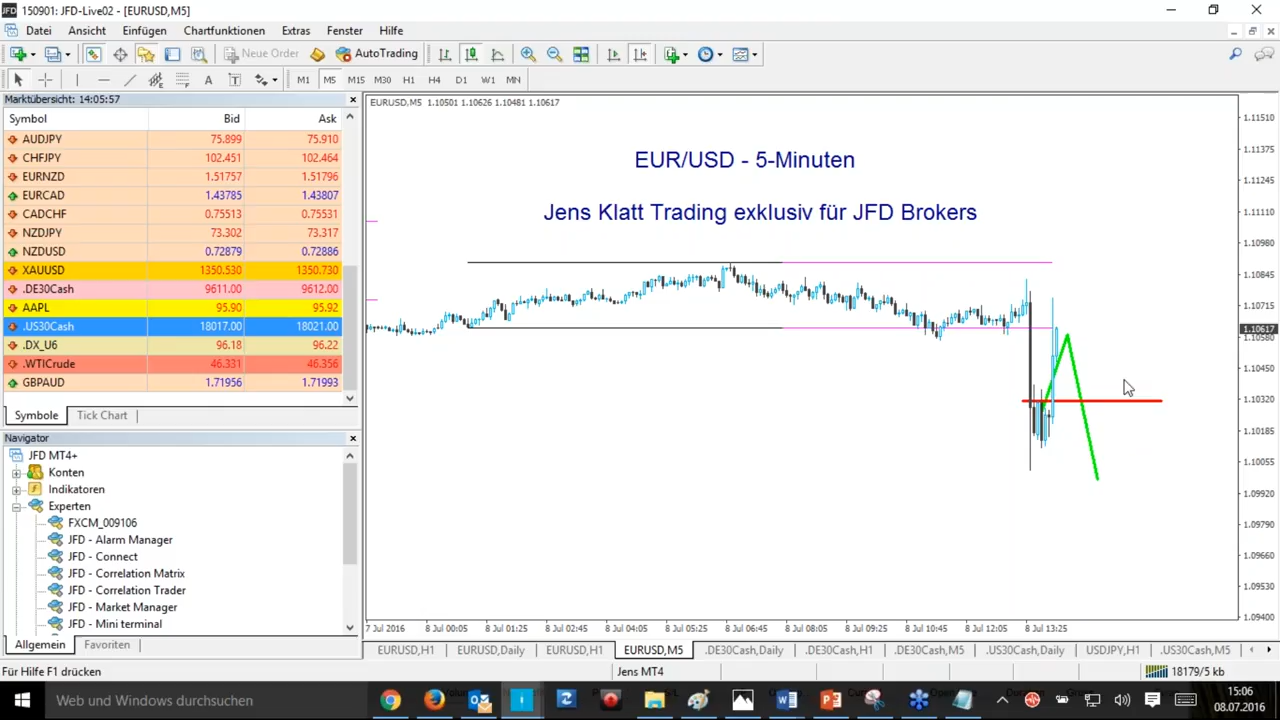 150901: JFD-Live02 - [EURUSD,M5]
Datei Ansicht Einfügen Chartfunktionen Extras Fenster Hilfe
New Order AutoTrading
M1 M5 M15 M30 H1 H4 D1 W1 MN
Marktübersicht: 14:05:57
Symbol Bid Ask
AUDJPY 75.899 75.910
CHFJPY 102.451 102.464
EURNZD 1.51757 1.51796
EURCAD 1.43785 1.43807
CADCHF 0.75513 0.75531
NZDJPY 73.302 73.317
NZDUSD 0.72879 0.72886
XAUUSD 1350.530 1350.730
.DE30Cash 9611.00 9612.00
AAPL 95.90 95.92
.US30Cash 18017.00 18021.00
.DX_U6 96.18 96.22
.WTICrude 46.331 46.356
GBPAUD 1.71956 1.71993
Symbole Tick Chart
Navigator
JFD MT4+
Konten
Indikatoren
Experten
FXCM_009106
JFD - Alarm Manager
JFD - Connect
JFD - Correlation Matrix
JFD - Correlation Trader
JFD - Market Manager
JFD - Mini terminal
Allgemein Favoriten
EURUSD,M5 1.10501 1.10626 1.10481 1.10617
EUR/USD - 5-Minuten
Jens Klatt Trading exklusiv für JFD Brokers
1.11510
1.11375
1.11245
1.11110
1.10980
1.10845
1.10715
1.10617
1.10580
1.10450
1.10320
1.10185
1.10055
1.09920
1.09790
1.09660
1.09530
1.09400
7 Jul 2016 8 Jul 00:05 8 Jul 01:25 8 Jul 02:45 8 Jul 04:05 8 Jul 05:25 8 Jul 06:45 8 Jul 08:05 8 Jul 09:25 8 Jul 10:45 8 Jul 12:05 8 Jul 13:25
EURUSD,H1 EURUSD,Daily EURUSD,H1 EURUSD,M5 .DE30Cash,Daily .DE30Cash,H1 .DE30Cash,M5 .US30Cash,Daily USDJPY,H1 .US30Cash,M5
Für Hilfe F1 drücken Jens MT4 18179/5 kb
Web und Windows durchsuchen
15:06
08.07.2016